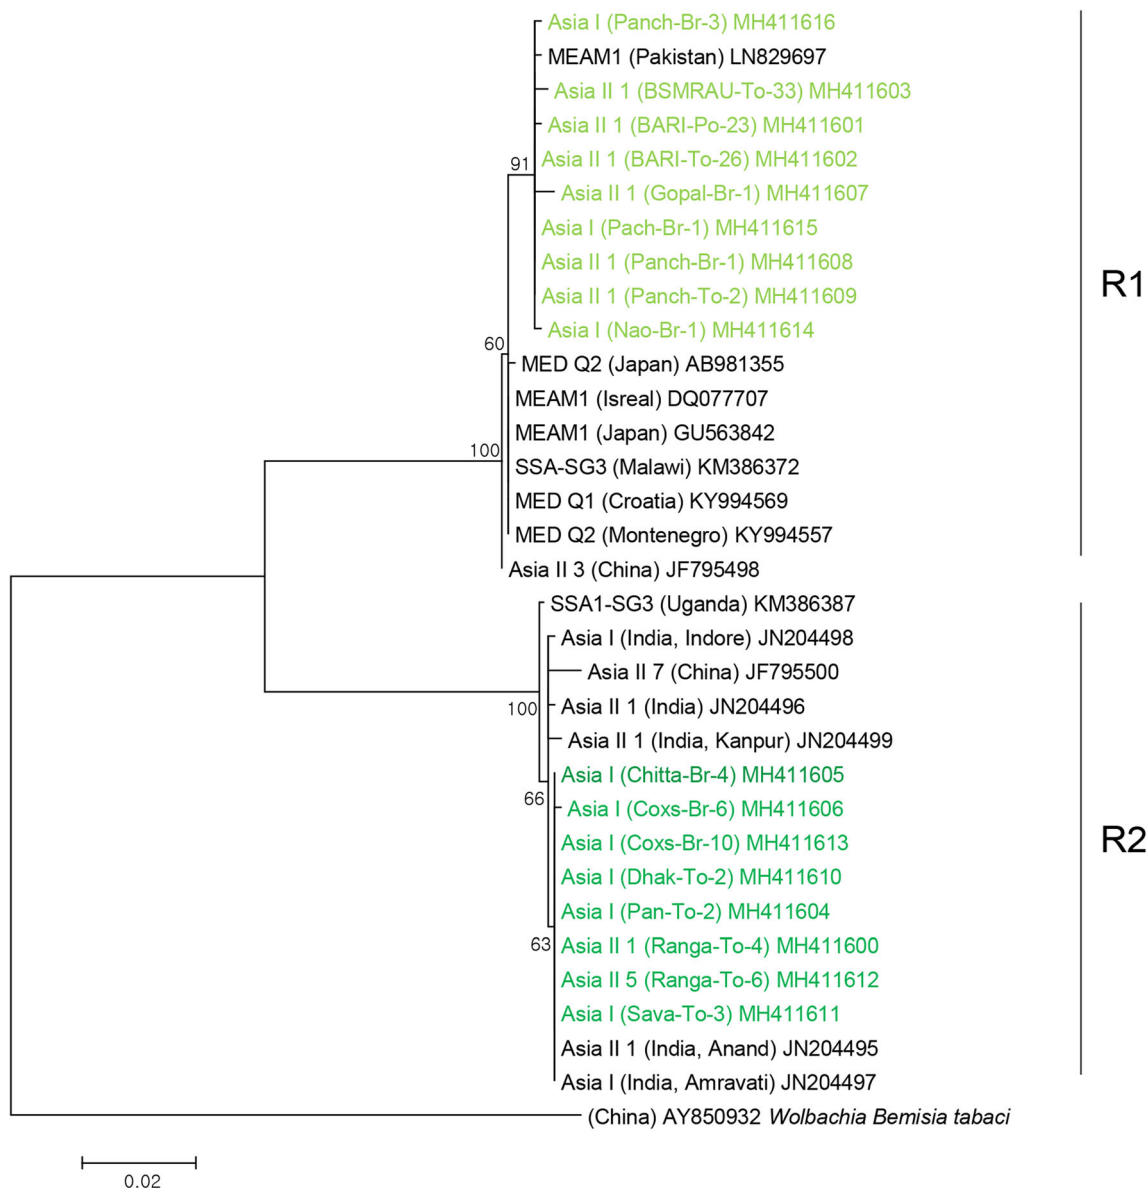 Asia I (Panch-Br-3) MH411616
MEAM1 (Pakistan) LN829697
Asia II 1 (BSMRAU-To-33) MH411603
Asia II 1 (BARI-Po-23) MH411601
Asia II 1 (BARI-To-26) MH411602
91
Asia II 1 (Gopal-Br-1) MH411607
Asia I (Pach-Br-1) MH411615
Asia II 1 (Panch-Br-1) MH411608
R1
Asia II 1 (Panch-To-2) MH411609
Asia I (Nao-Br-1) MH411614
60
MED Q2 (Japan) AB981355
MEAM1 (Isreal) DQ077707
MEAM1 (Japan) GU563842
100
SSA-SG3 (Malawi) KM386372
MED Q1 (Croatia) KY994569
MED Q2 (Montenegro) KY994557
Asia II 3 (China) JF795498
SSA1-SG3 (Uganda) KM386387
Asia I (India, Indore) JN204498
Asia II 7 (China) JF795500
Asia II 1 (India) JN204496
100
Asia II 1 (India, Kanpur) JN204499
Asia I (Chitta-Br-4) MH411605
66
Asia I (Coxs-Br-6) MH411606
Asia I (Coxs-Br-10) MH411613
R2
Asia I (Dhak-To-2) MH411610
Asia I (Pan-To-2) MH411604
63
Asia II 1 (Ranga-To-4) MH411600
Asia II 5 (Ranga-To-6) MH411612
Asia I (Sava-To-3) MH411611
Asia II 1 (India, Anand) JN204495
Asia I (India, Amravati) JN204497
(China) AY850932 Wolbachia Bemisia tabaci
0.02